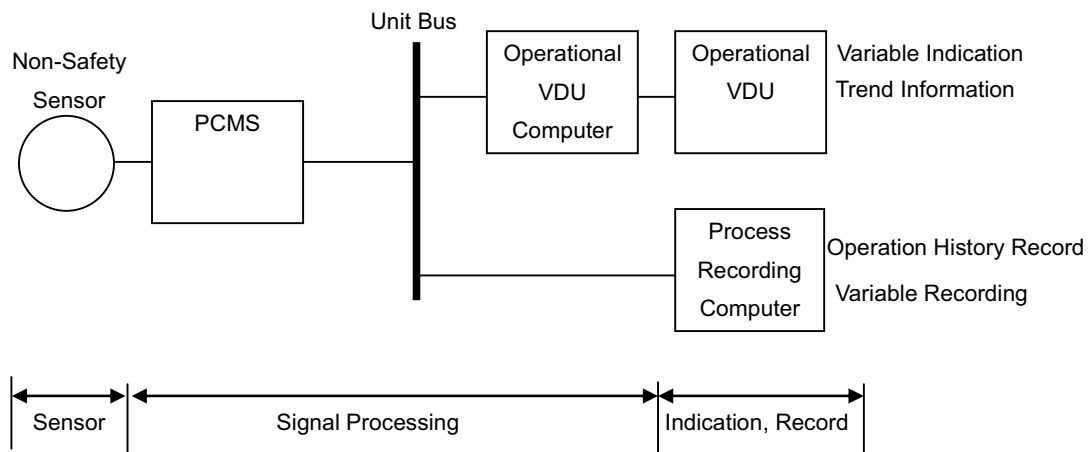 Unit Bus
Non-Safety
Sensor
PCMS
Operational
VDU
Computer
Operational
VDU
Variable Indication
Trend Information
Process
Recording
Computer
Operation History Record
Variable Recording
Sensor
Signal Processing
Indication, Record